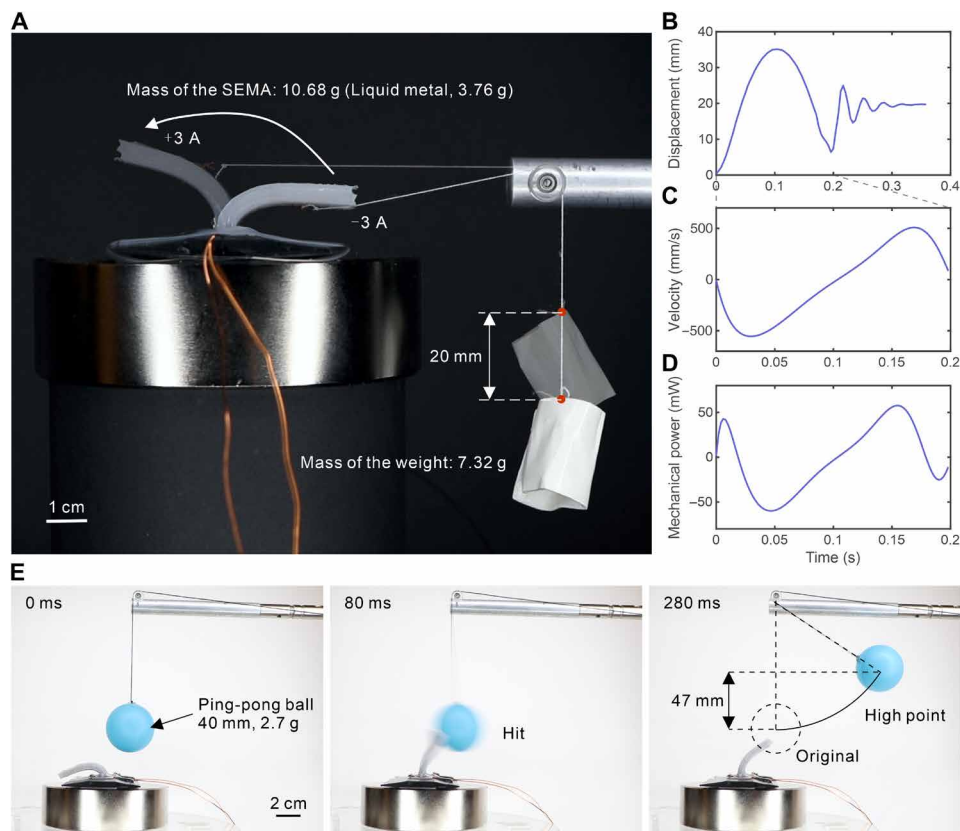 A
Mass of the SEMA: 10.68 g (Liquid metal, 3.76 g)
+3 A
−3 A
20 mm
Mass of the weight: 7.32 g
1 cm
B
Displacement (mm)
40
30
20
10
0
0 0.1 0.2 0.3 0.4
C
Velocity (mm/s)
500
0
−500
0 0.05 0.1 0.15 0.2
D
Mechanical power (mW)
50
0
−50
0 0.05 0.1 0.15 0.2
Time (s)
E
0 ms
Ping-pong ball
40 mm, 2.7 g
2 cm
80 ms
Hit
280 ms
47 mm
High point
Original